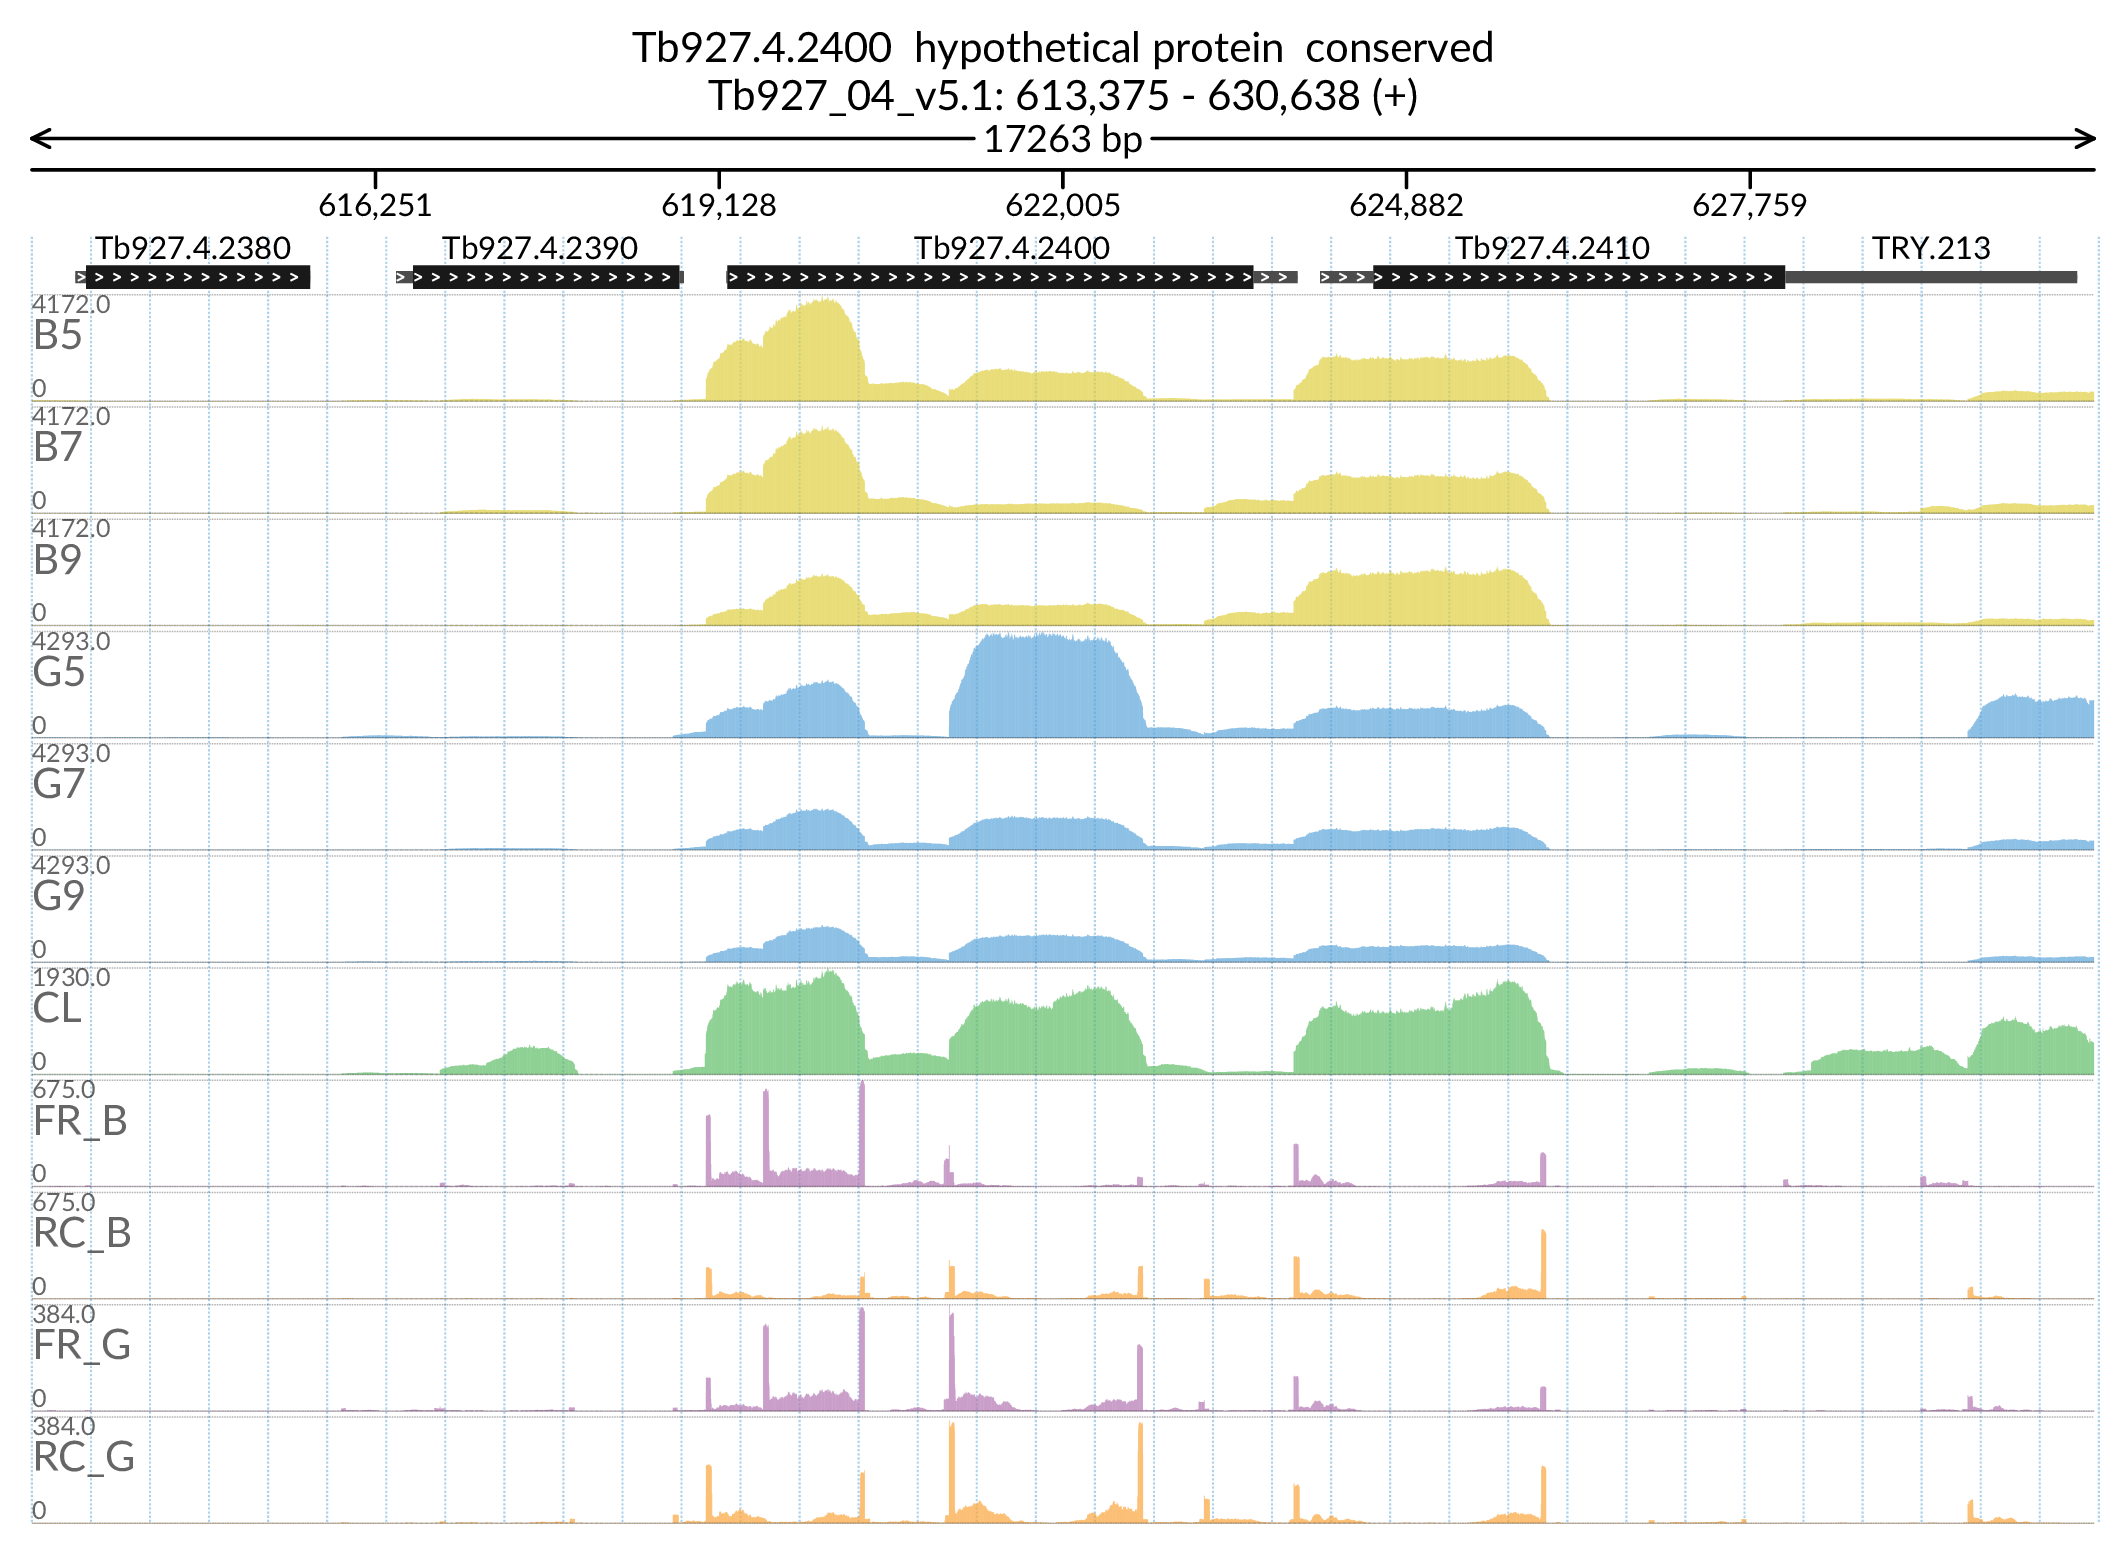 Tb927.4.2400 hypothetical protein conserved
Tb927_04_v5.1: 613,375 - 630,638 (+)
17263 bp
616,251 619,128 622,005 624,882 627,759
Tb927.4.2380 Tb927.4.2390 Tb927.4.2400 Tb927.4.2410 TRY.213
4172.0
B5
0
4172.0
B7
0
4172.0
B9
0
4293.0
G5
0
4293.0
G7
0
4293.0
G9
0
1930.0
CL
0
675.0
FR_B
0
675.0
RC_B
0
384.0
FR_G
0
384.0
RC_G
0